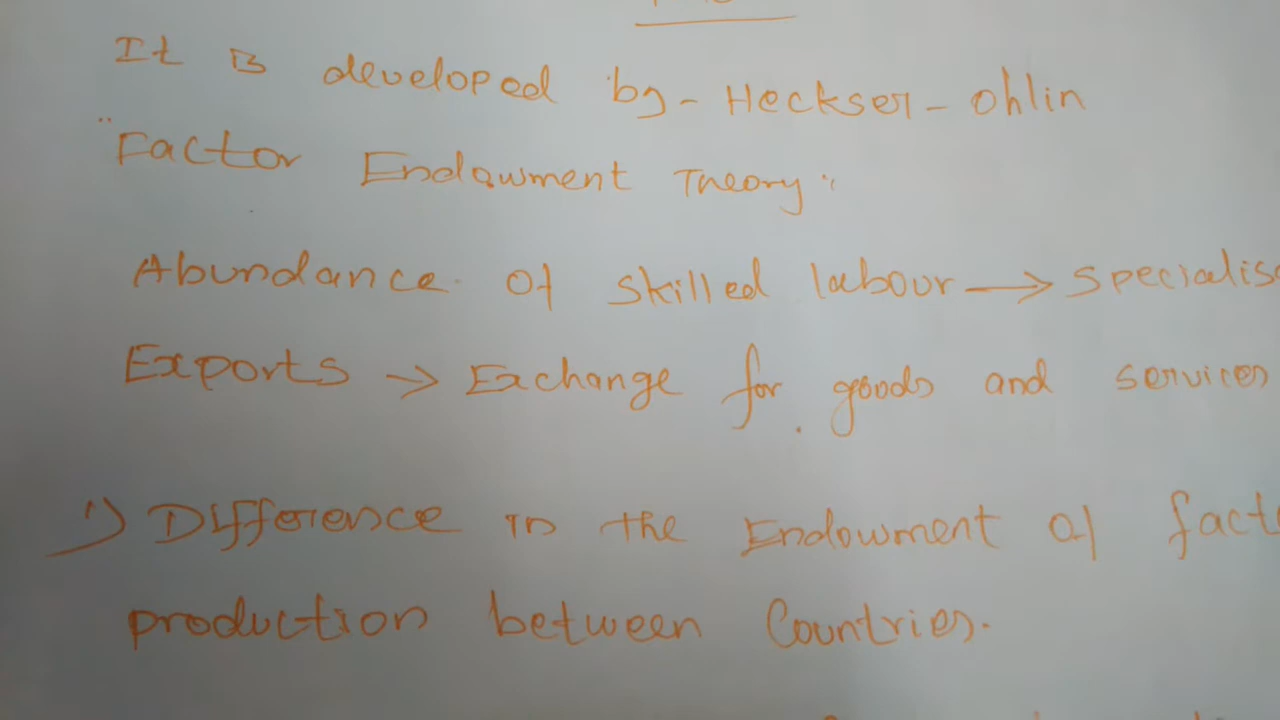 It is developed by - Heckser - Ohlin
"Factor Endowment Theory"
Abundance of skilled labour → specialis
Exports → Exchange for goods and services
1) Difference in the Endowment of fact
production between Countries.